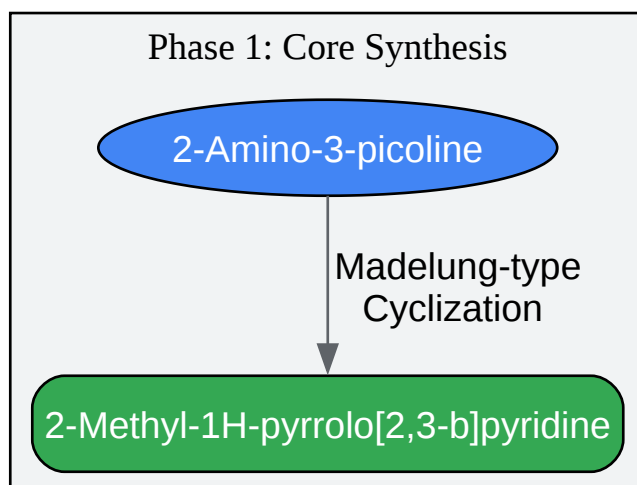 Phase 1: Core Synthesis
2-Amino-3-picoline
Madelung-type
Cyclization
2-Methyl-1H-pyrrolo[2,3-b]pyridine